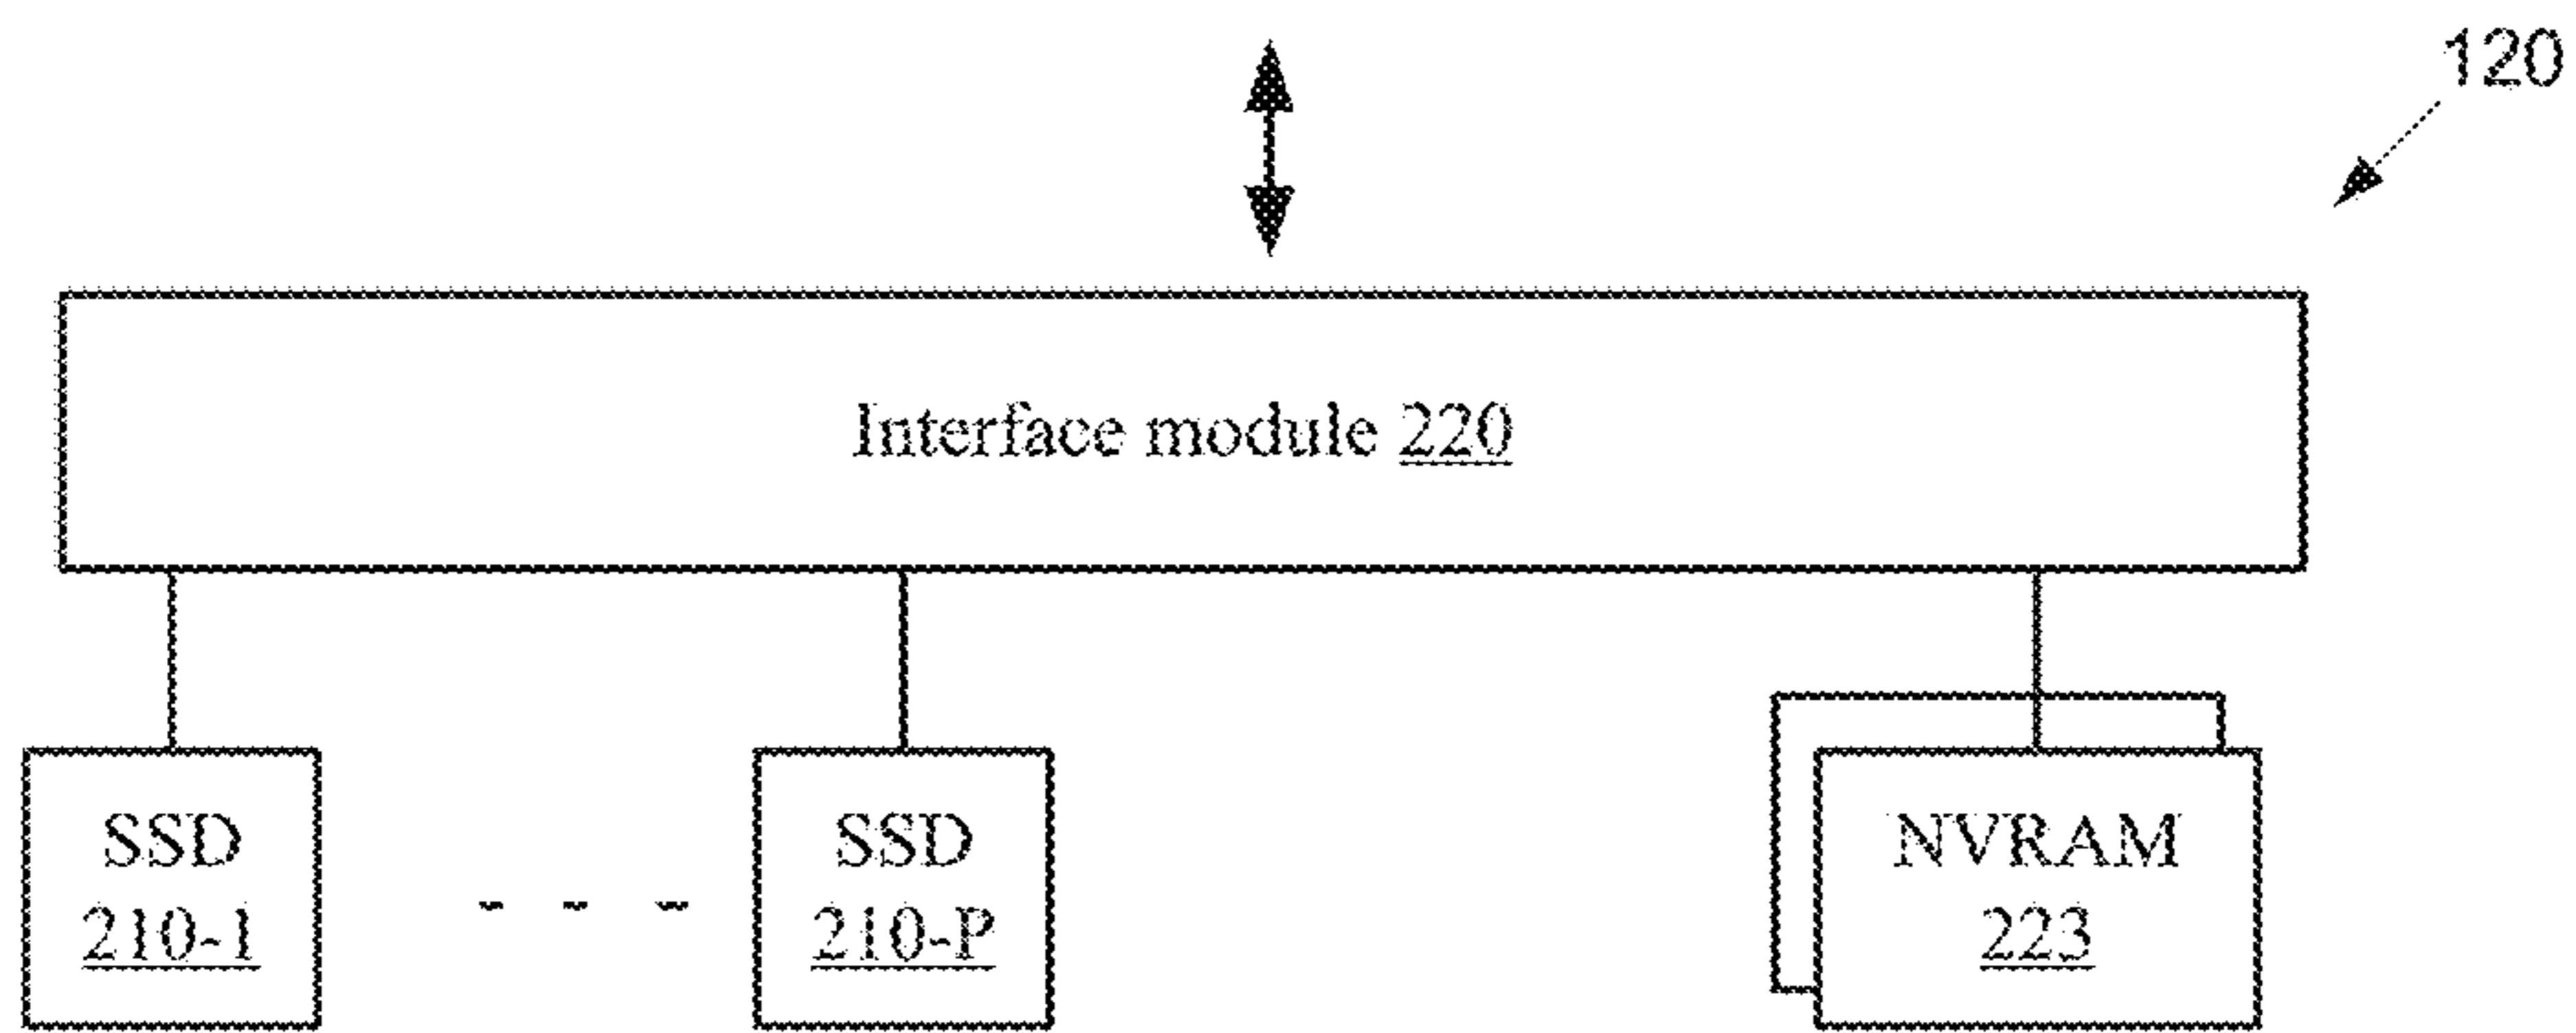 120
Interface module 220
SSD
210-1
- - -
SSD
210-P
NVRAM
223